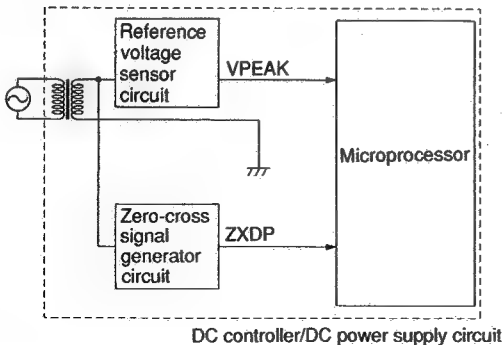 Reference
voltage
sensor
circuit
VPEAK
Microprocessor
Zero-cross
signal
generator
circuit
ZXDP
DC controller/DC power supply circuit